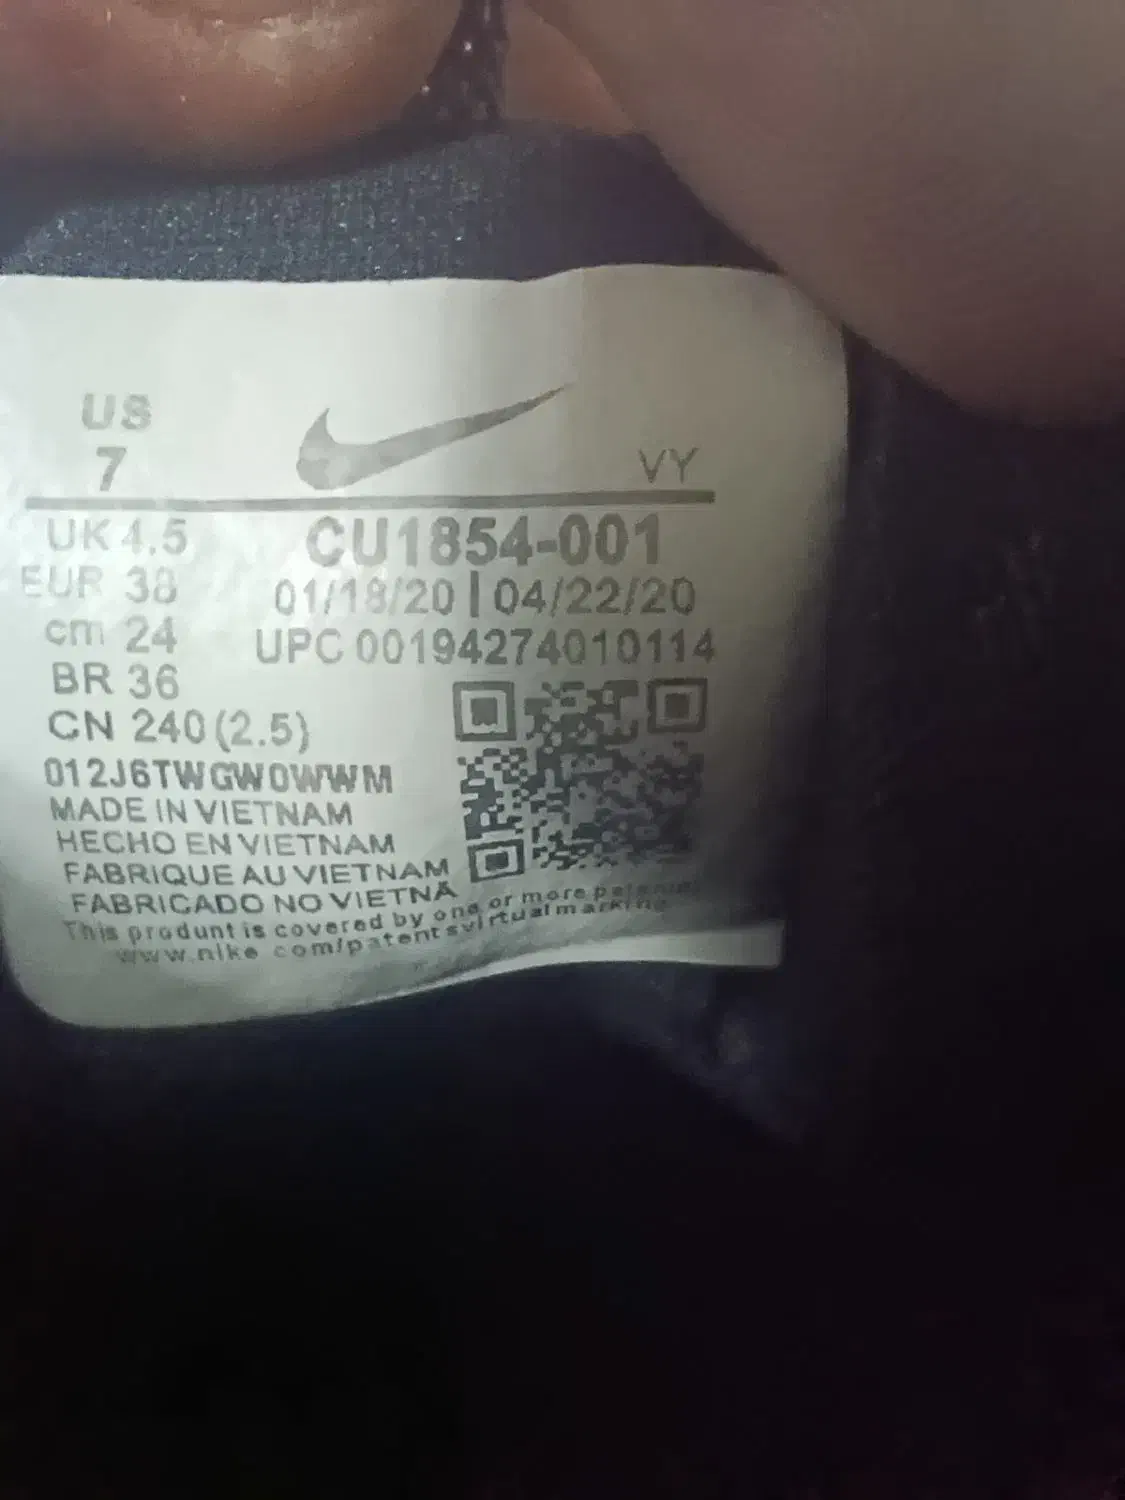 US
7
VY
UK 4.5
CU1854-001
EUR 38
01/18/20 | 04/22/20
cm 24
UPC 00194274010114
BR 36
CN 240 (2.5)
012J6TWGW0WWM
MADE IN VIETNAM
HECHO EN VIETNAM
FABRIQUE AU VIETNAM
FABRICADO NO VIETNÃ
This produnt is covered by one or more patents
www.nike com/patentsvirtualmarking